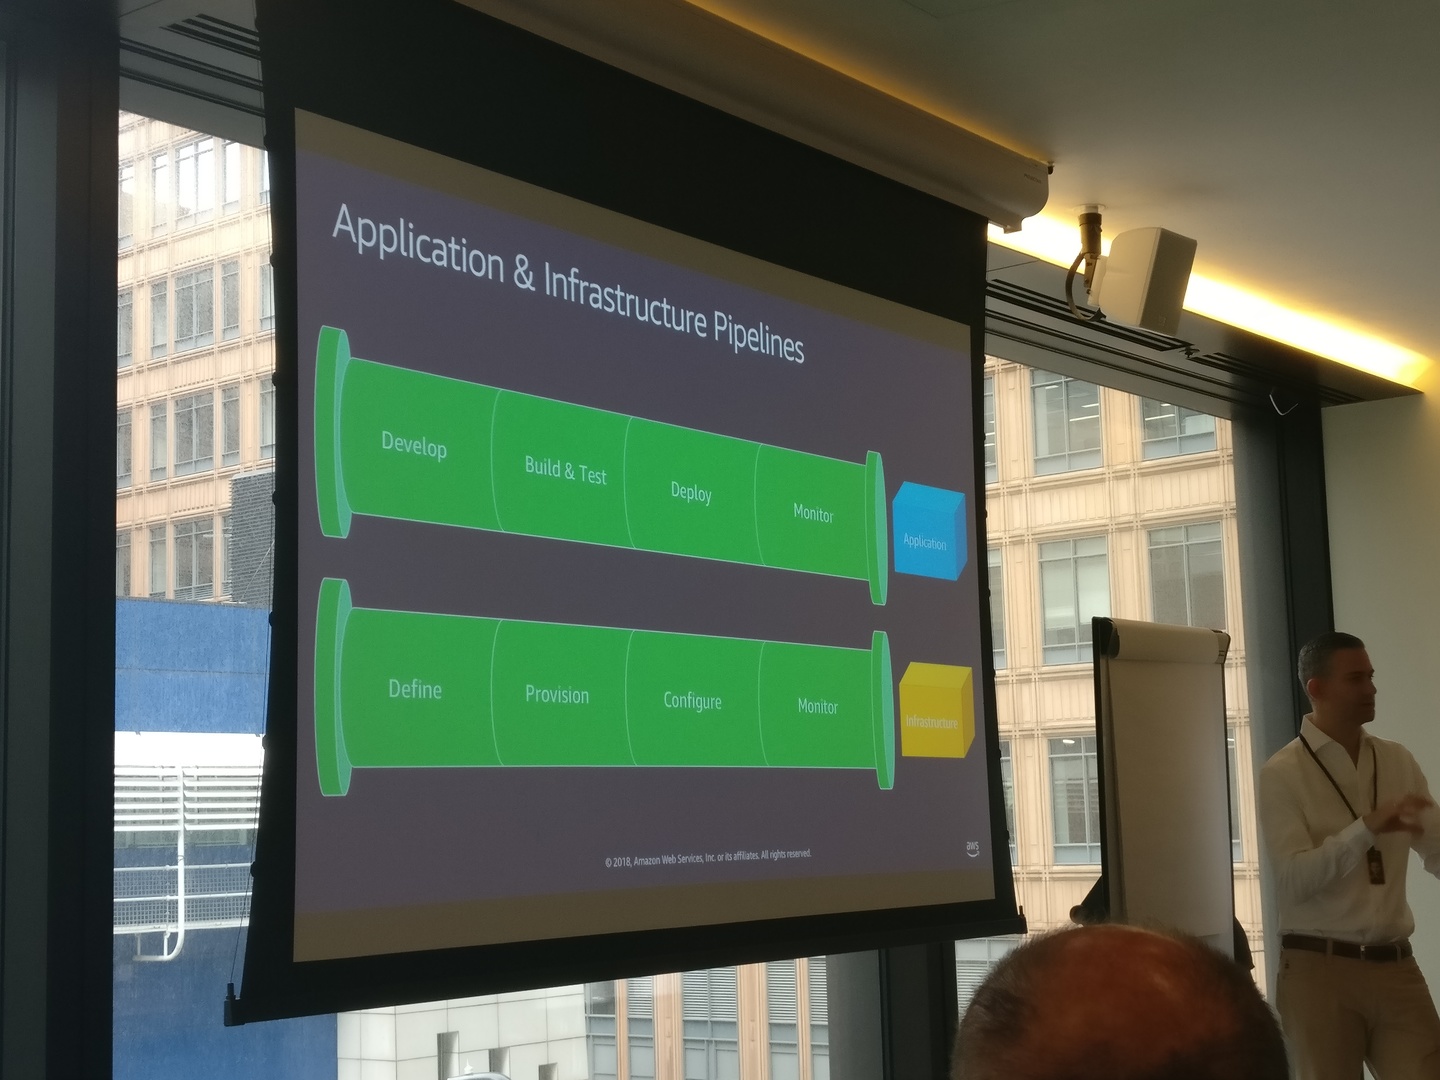 Application & Infrastructure Pipelines
Develop
Build & Test
Deploy
Monitor
Application
Define
Provision
Configure
Monitor
Infrastructure
© 2018, Amazon Web Services, Inc. or its affiliates. All rights reserved.
aws